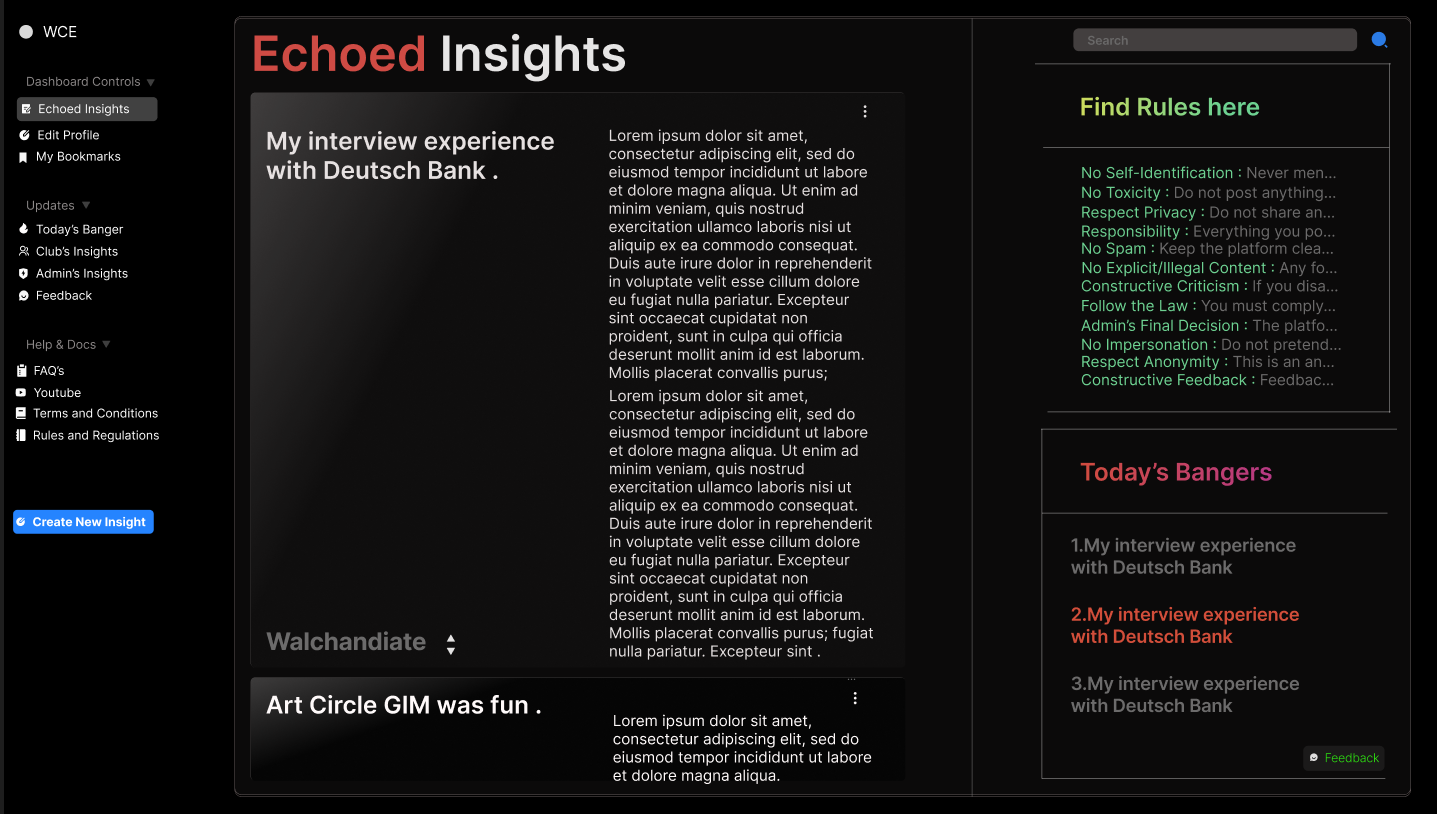 WCE
Dashboard Controls
Echoed Insights
Edit Profile
My Bookmarks
Updates
Today's Banger
Club's Insights
Admin's Insights
Feedback
Help & Docs
FAQ's
Youtube
Terms and Conditions
Rules and Regulations
Create New Insight
Echoed Insights
My interview experience
with Deutsch Bank .
Walchandiate
Lorem ipsum dolor sit amet,
consectetur adipiscing elit, sed do
eiusmod tempor incididunt ut labore
et dolore magna aliqua. Ut enim ad
minim veniam, quis nostrud
exercitation ullamco laboris nisi ut
aliquip ex ea commodo consequat.
Duis aute irure dolor in reprehenderit
in voluptate velit esse cillum dolore
eu fugiat nulla pariatur. Excepteur
sint occaecat cupidatat non
proident, sunt in culpa qui officia
deserunt mollit anim id est laborum.
Mollis placerat convallis purus;
Lorem ipsum dolor sit amet,
consectetur adipiscing elit, sed do
eiusmod tempor incididunt ut labore
et dolore magna aliqua. Ut enim ad
minim veniam, quis nostrud
exercitation ullamco laboris nisi ut
aliquip ex ea commodo consequat.
Duis aute irure dolor in reprehenderit
in voluptate velit esse cillum dolore
eu fugiat nulla pariatur. Excepteur
sint occaecat cupidatat non
proident, sunt in culpa qui officia
deserunt mollit anim id est laborum.
Mollis placerat convallis purus; fugiat
nulla pariatur. Excepteur sint .
Art Circle GIM was fun .
Lorem ipsum dolor sit amet,
consectetur adipiscing elit, sed do
eiusmod tempor incididunt ut labore
et dolore magna aliqua.
Search
Find Rules here
No Self-Identification : Never men...
No Toxicity : Do not post anything...
Respect Privacy : Do not share an...
Responsibility : Everything you po...
No Spam : Keep the platform clea...
No Explicit/Illegal Content : Any fo...
Constructive Criticism : If you disa...
Follow the Law : You must comply...
Admin's Final Decision : The platfo...
No Impersonation : Do not pretend...
Respect Anonymity : This is an an...
Constructive Feedback : Feedbac...
Today's Bangers
1.My interview experience
with Deutsch Bank
2.My interview experience
with Deutsch Bank
3.My interview experience
with Deutsch Bank
Feedback